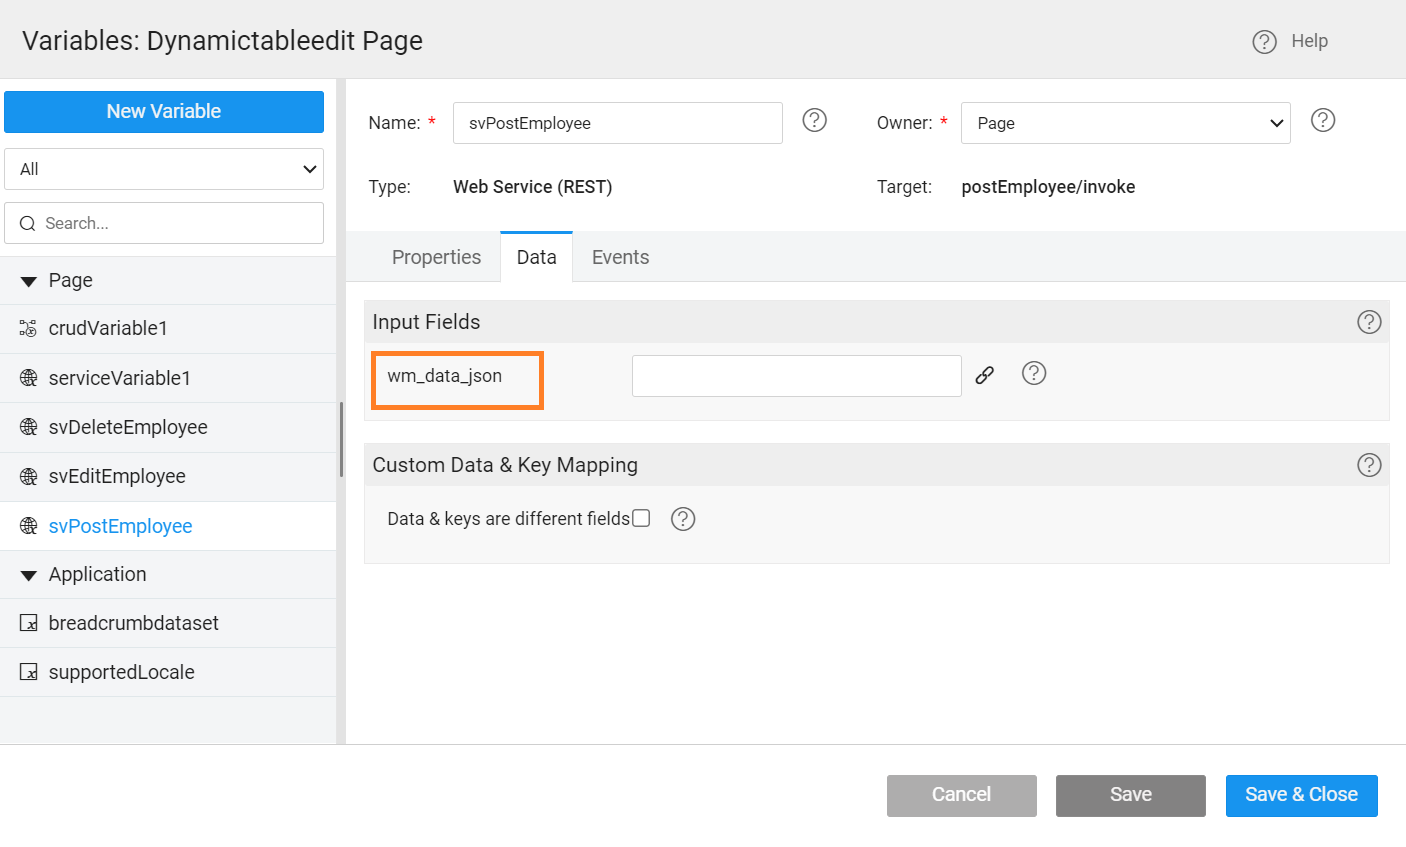 Variables: Dynamictableedit Page
Help
New Variable
All
Search...
Page
crudVariable1
serviceVariable1
svDeleteEmployee
svEditEmployee
svPostEmployee
Application
breadcrumbdataset
supportedLocale
Name: * svPostEmployee
Owner: * Page
Type: Web Service (REST)
Target: postEmployee/invoke
Properties Data Events
Input Fields
wm_data_json
Custom Data & Key Mapping
Data & keys are different fields
Cancel Save Save & Close